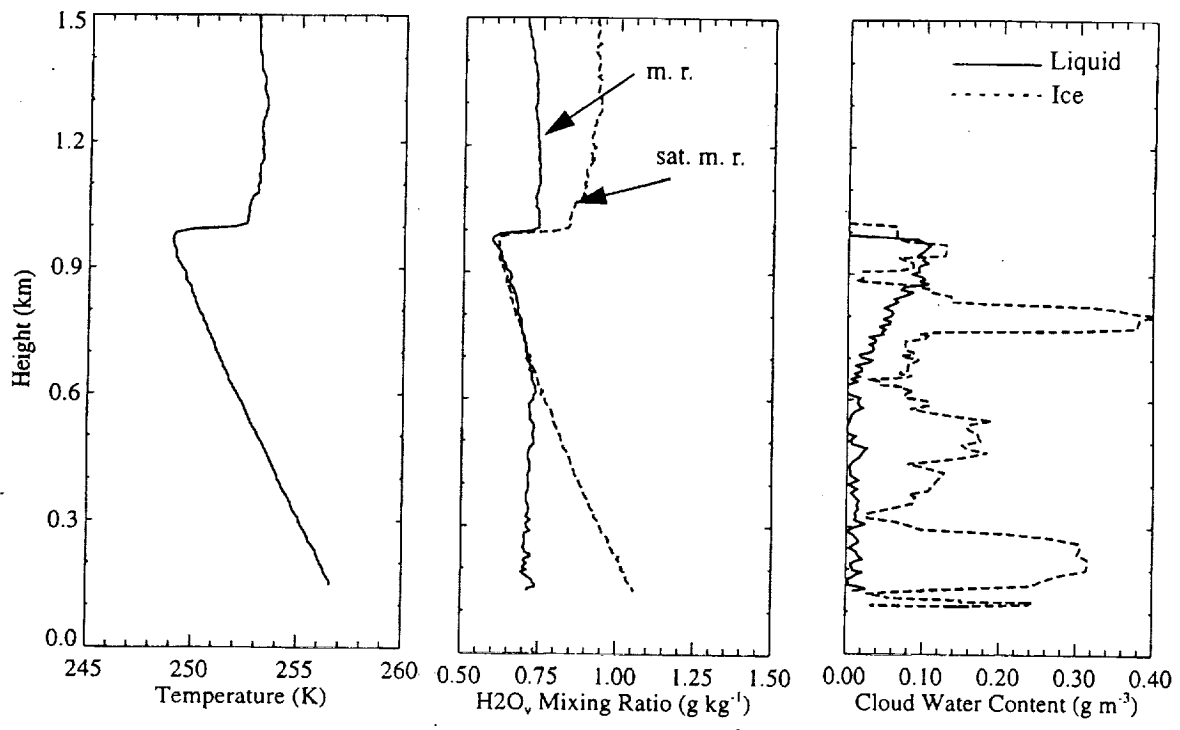 1.5
1.2
0.9
0.6
0.3
0.0
Height (km)
245 250 255 260
Temperature (K)
m. r.
sat. m. r.
0.50 0.75 1.00 1.25 1.50
H2Oᵥ Mixing Ratio (g kg⁻¹)
Liquid
Ice
0.00 0.10 0.20 0.30 0.40
Cloud Water Content (g m⁻³)